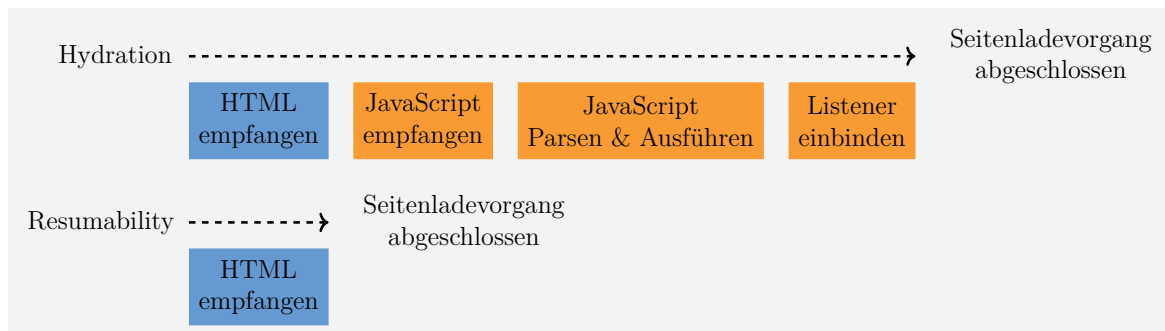 Hydration
Seitenladevorgang
abgeschlossen
HTML
empfangen
JavaScript
empfangen
JavaScript
Parsen & Ausführen
Listener
einbinden
Resumability
Seitenladevorgang
abgeschlossen
HTML
empfangen